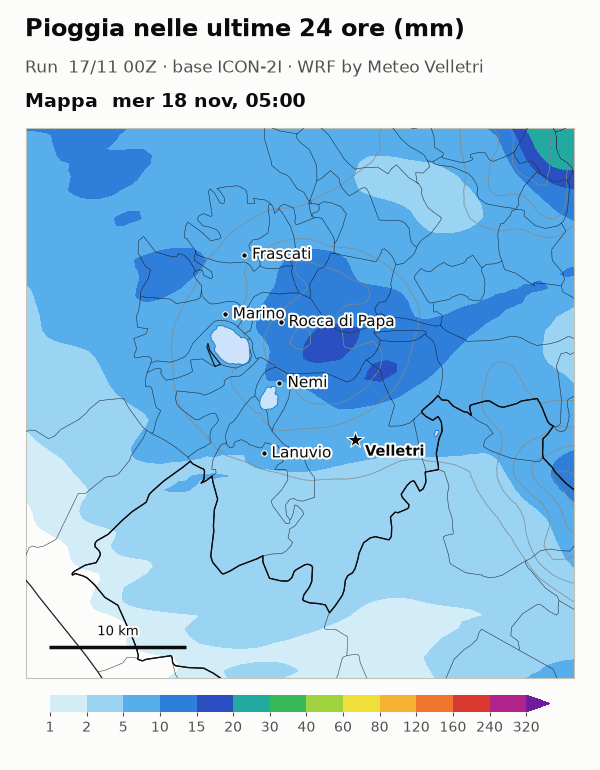 Pioggia nelle ultime 24 ore (mm)
Run 17/11 00Z · base ICON-2I · WRF by Meteo Velletri
Mappa mer 18 nov, 05:00
Frascati
Marino
Rocca di Papa
Nemi
Velletri
Lanuvio
10 km
1 2 5 10 15 20 30 40 60 80 120 160 240 320